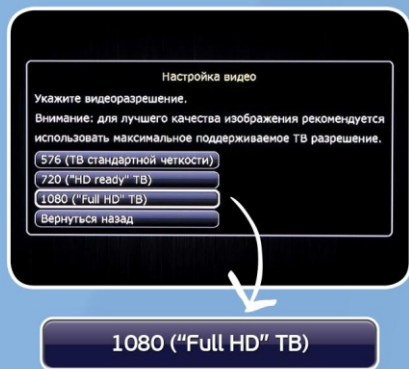 Настройка видео
Укажите видеоразрешение.
Внимание: для лучшего качества изображения рекомендуется
использовать максимальное поддерживаемое ТВ разрешение.
576 (ТВ стандартной четкости)
720 ("HD ready" ТВ)
1080 ("Full HD" ТВ)
Вернуться назад
1080 (“Full HD” ТВ)